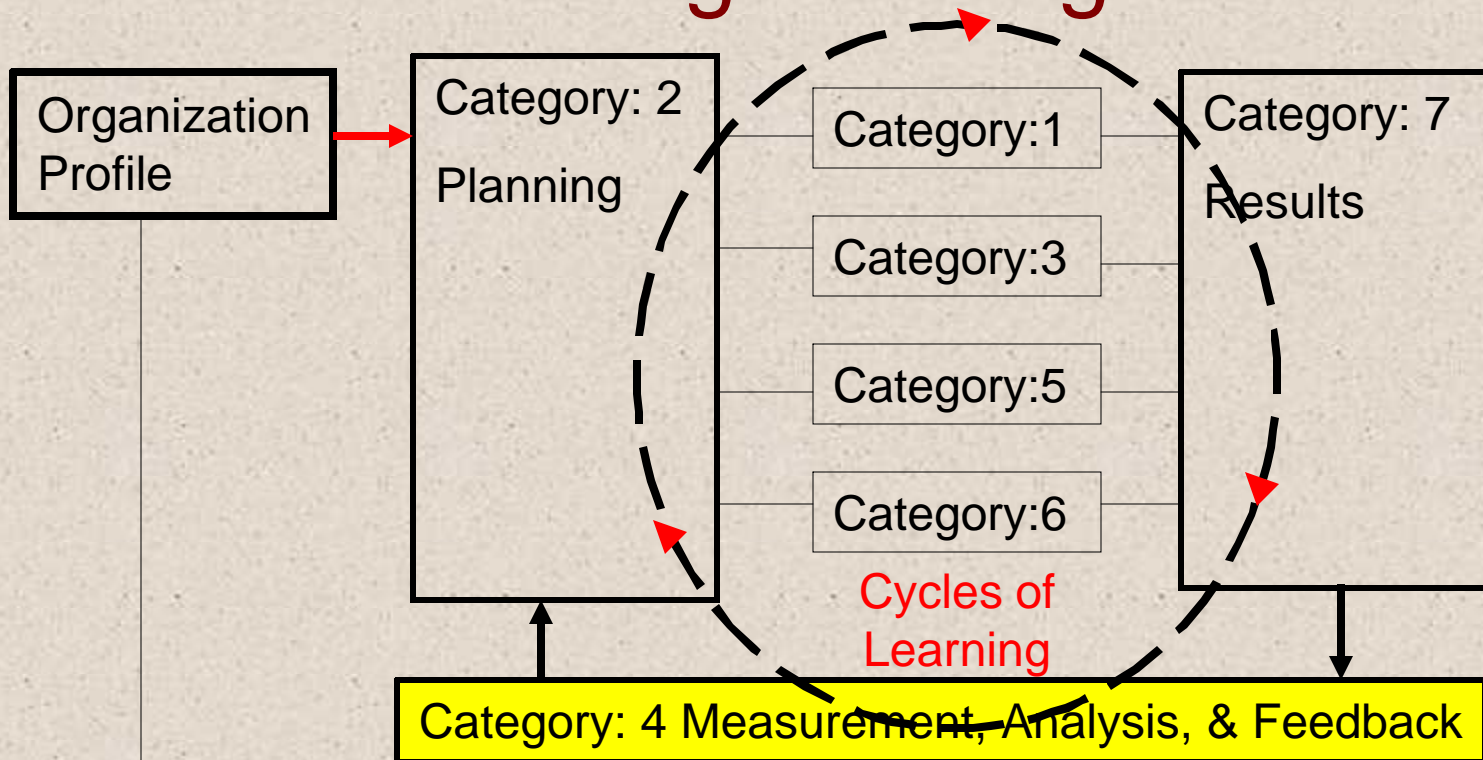 Organization
Profile
Category: 2
Planning
Category:1
Category:3
Category:5
Category:6
Category: 7
Results
Cycles of
Learning
Category: 4 Measurement, Analysis, & Feedback